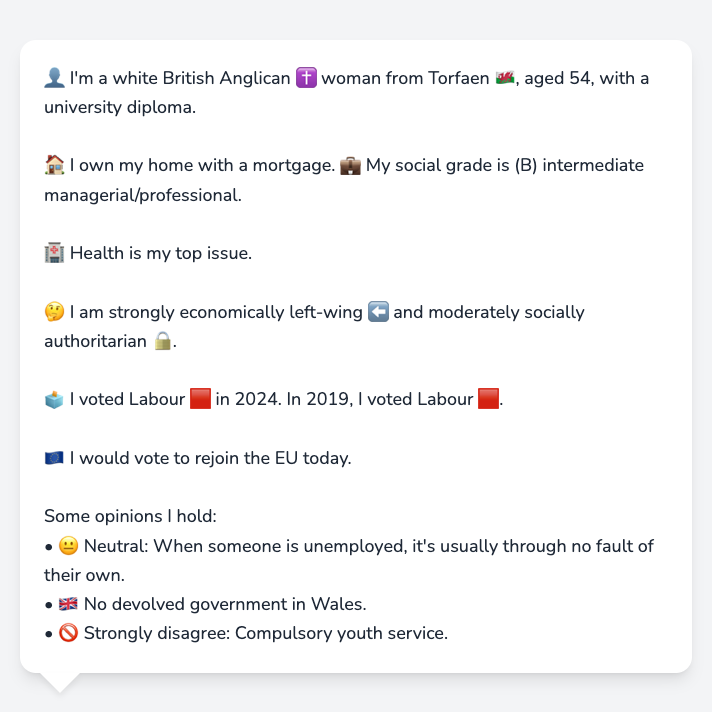 👤 I'm a white British Anglican ✝️ woman from Torfaen 🏴󠁧󠁢󠁷󠁬󠁳󠁿, aged 54, with a
university diploma.
🏠 I own my home with a mortgage. 💼 My social grade is (B) intermediate
managerial/professional.
🏥 Health is my top issue.
🤔 I am strongly economically left-wing ⬅️ and moderately socially
authoritarian 🔒.
🗳️ I voted Labour 🟥 in 2024. In 2019, I voted Labour 🟥.
🇪🇺 I would vote to rejoin the EU today.
Some opinions I hold:
• 😐 Neutral: When someone is unemployed, it's usually through no fault of
their own.
• 🇬🇧 No devolved government in Wales.
• 🚫 Strongly disagree: Compulsory youth service.